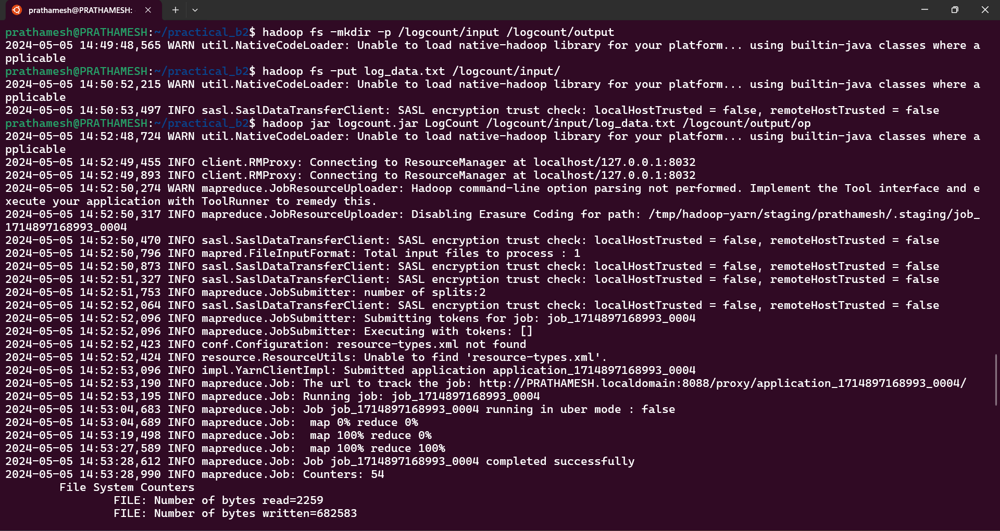 prathamesh@PRATHAMESH:
prathamesh@PRATHAMESH:~/practical_b2$ hadoop fs -mkdir -p /logcount/input /logcount/output
2024-05-05 14:49:48,565 WARN util.NativeCodeLoader: Unable to load native-hadoop library for your platform... using builtin-java classes where a
pplicable
prathamesh@PRATHAMESH:~/practical_b2$ hadoop fs -put log_data.txt /logcount/input/
2024-05-05 14:50:52,215 WARN util.NativeCodeLoader: Unable to load native-hadoop library for your platform... using builtin-java classes where a
pplicable
2024-05-05 14:50:53,497 INFO sasl.SaslDataTransferClient: SASL encryption trust check: localHostTrusted = false, remoteHostTrusted = false
prathamesh@PRATHAMESH:~/practical_b2$ hadoop jar logcount.jar LogCount /logcount/input/log_data.txt /logcount/output/op
2024-05-05 14:52:48,724 WARN util.NativeCodeLoader: Unable to load native-hadoop library for your platform... using builtin-java classes where a
pplicable
2024-05-05 14:52:49,455 INFO client.RMProxy: Connecting to ResourceManager at localhost/127.0.0.1:8032
2024-05-05 14:52:49,893 INFO client.RMProxy: Connecting to ResourceManager at localhost/127.0.0.1:8032
2024-05-05 14:52:50,274 WARN mapreduce.JobResourceUploader: Hadoop command-line option parsing not performed. Implement the Tool interface and e
xecute your application with ToolRunner to remedy this.
2024-05-05 14:52:50,317 INFO mapreduce.JobResourceUploader: Disabling Erasure Coding for path: /tmp/hadoop-yarn/staging/prathamesh/.staging/job_
1714897168993_0004
2024-05-05 14:52:50,470 INFO sasl.SaslDataTransferClient: SASL encryption trust check: localHostTrusted = false, remoteHostTrusted = false
2024-05-05 14:52:50,796 INFO mapred.FileInputFormat: Total input files to process : 1
2024-05-05 14:52:50,873 INFO sasl.SaslDataTransferClient: SASL encryption trust check: localHostTrusted = false, remoteHostTrusted = false
2024-05-05 14:52:51,327 INFO sasl.SaslDataTransferClient: SASL encryption trust check: localHostTrusted = false, remoteHostTrusted = false
2024-05-05 14:52:51,753 INFO mapreduce.JobSubmitter: number of splits:2
2024-05-05 14:52:52,064 INFO sasl.SaslDataTransferClient: SASL encryption trust check: localHostTrusted = false, remoteHostTrusted = false
2024-05-05 14:52:52,096 INFO mapreduce.JobSubmitter: Submitting tokens for job: job_1714897168993_0004
2024-05-05 14:52:52,096 INFO mapreduce.JobSubmitter: Executing with tokens: []
2024-05-05 14:52:52,423 INFO conf.Configuration: resource-types.xml not found
2024-05-05 14:52:52,424 INFO resource.ResourceUtils: Unable to find 'resource-types.xml'.
2024-05-05 14:52:53,096 INFO impl.YarnClientImpl: Submitted application application_1714897168993_0004
2024-05-05 14:52:53,190 INFO mapreduce.Job: The url to track the job: http://PRATHAMESH.localdomain:8088/proxy/application_1714897168993_0004/
2024-05-05 14:52:53,195 INFO mapreduce.Job: Running job: job_1714897168993_0004
2024-05-05 14:53:04,683 INFO mapreduce.Job: Job job_1714897168993_0004 running in uber mode : false
2024-05-05 14:53:04,689 INFO mapreduce.Job:  map 0% reduce 0%
2024-05-05 14:53:19,498 INFO mapreduce.Job:  map 100% reduce 0%
2024-05-05 14:53:27,589 INFO mapreduce.Job:  map 100% reduce 100%
2024-05-05 14:53:28,612 INFO mapreduce.Job: Job job_1714897168993_0004 completed successfully
2024-05-05 14:53:28,990 INFO mapreduce.Job: Counters: 54
        File System Counters
                FILE: Number of bytes read=2259
                FILE: Number of bytes written=682583